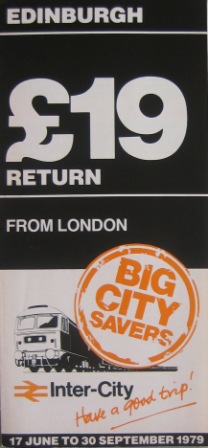 EDINBURGH
£19
RETURN
FROM LONDON
BIG
CITY
SAVERS
Inter-City
Have a good trip!
17 JUNE TO 30 SEPTEMBER 1979